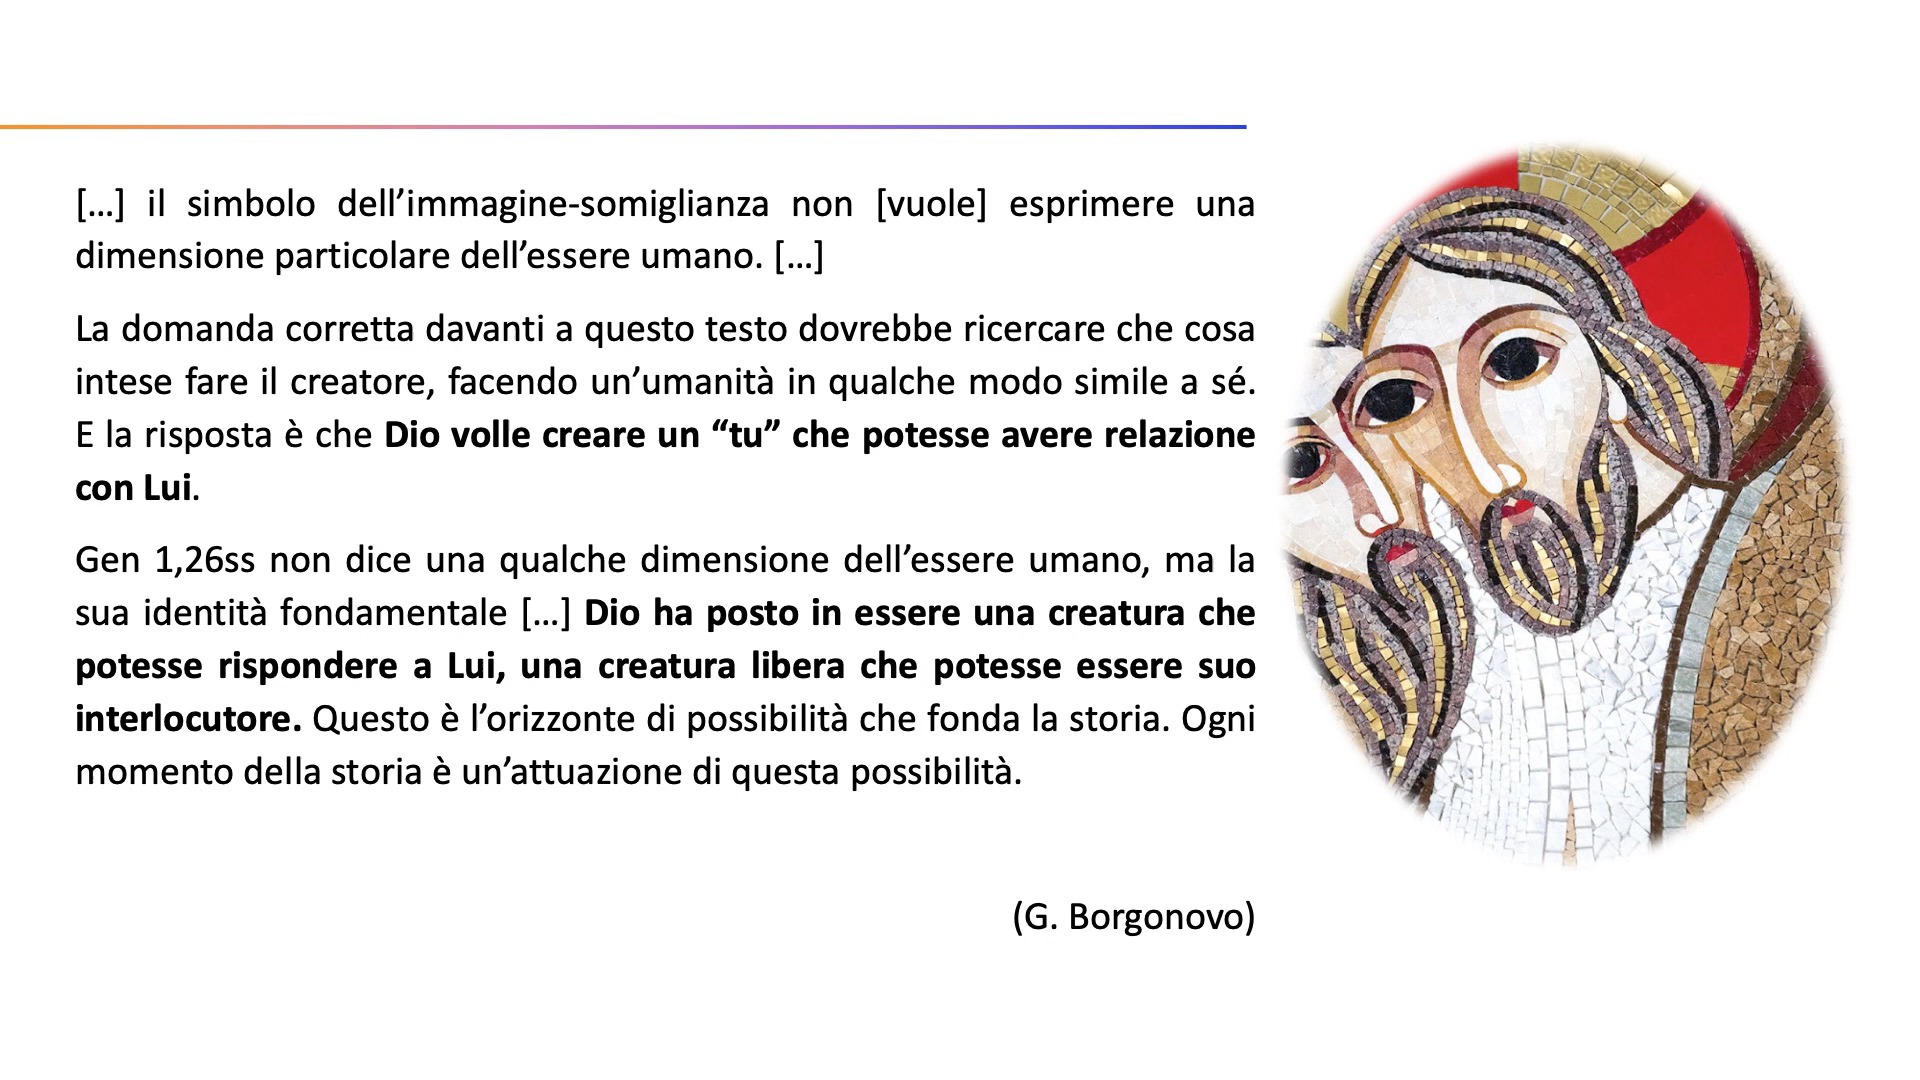 […] il simbolo dell’immagine-somiglianza non [vuole] esprimere una
dimensione particolare dell’essere umano. […]
La domanda corretta davanti a questo testo dovrebbe ricercare che cosa
intese fare il creatore, facendo un’umanità in qualche modo simile a sé.
E la risposta è che Dio volle creare un “tu” che potesse avere relazione
con Lui.
Gen 1,26ss non dice una qualche dimensione dell’essere umano, ma la
sua identità fondamentale […] Dio ha posto in essere una creatura che
potesse rispondere a Lui, una creatura libera che potesse essere suo
interlocutore. Questo è l’orizzonte di possibilità che fonda la storia. Ogni
momento della storia è un’attuazione di questa possibilità.
(G. Borgonovo)